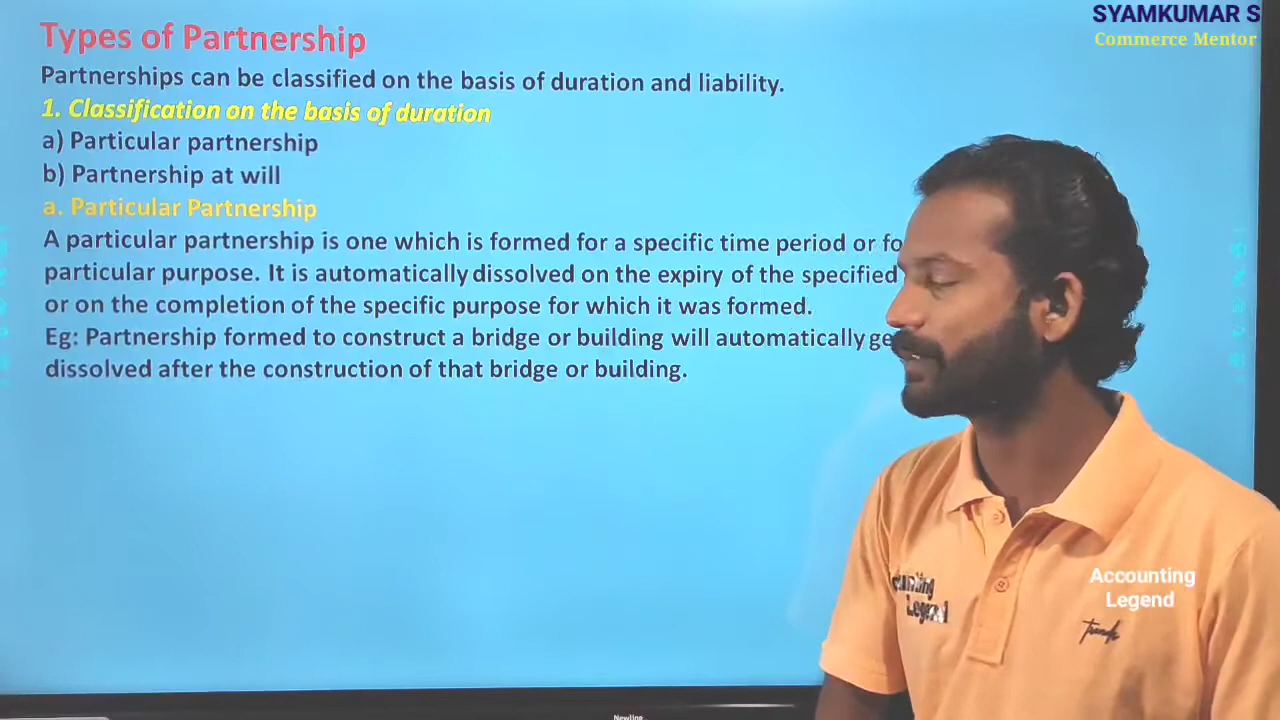 SYAMKUMAR S
Commerce Mentor
Types of Partnership
Partnerships can be classified on the basis of duration and liability.
1. Classification on the basis of duration
a) Particular partnership
b) Partnership at will
a. Particular Partnership
A particular partnership is one which is formed for a specific time period or fo
particular purpose. It is automatically dissolved on the expiry of the specified
or on the completion of the specific purpose for which it was formed.
Eg: Partnership formed to construct a bridge or building will automatically ge
dissolved after the construction of that bridge or building.
Accounting
Legend
Legend
Trends
Newline